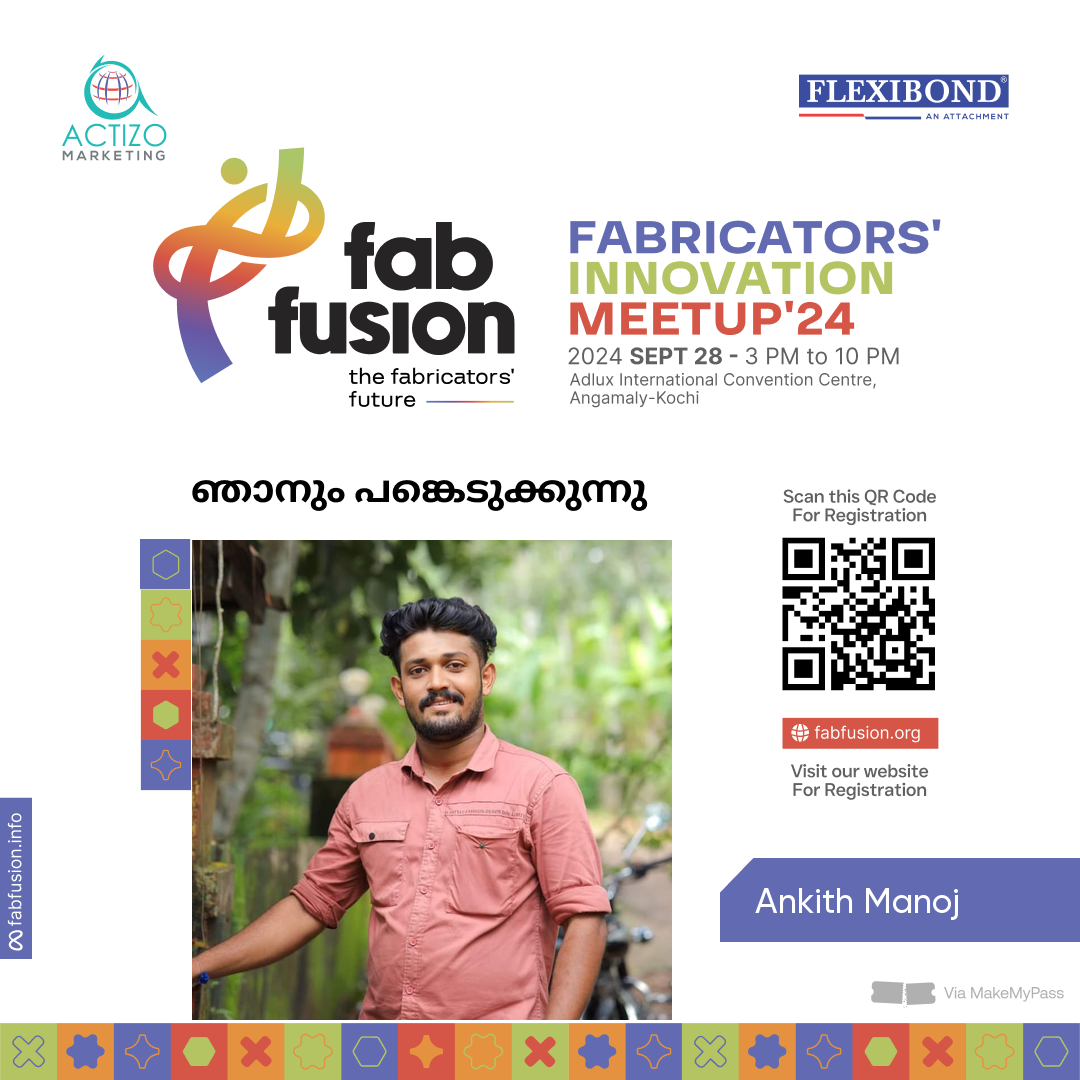 ACTIZO
MARKETING
FLEXIBOND®
AN ATTACHMENT
fab
fusion
the fabricators'
future
FABRICATORS'
INNOVATION
MEETUP'24
2024 SEPT 28 - 3 PM to 10 PM
Adlux International Convention Centre,
Angamaly-Kochi
ഞാനും പങ്കെടുക്കുന്നു
Scan this QR Code
For Registration
fabfusion.org
Visit our website
For Registration
fabfusion.info
Ankith Manoj
Via MakeMyPass